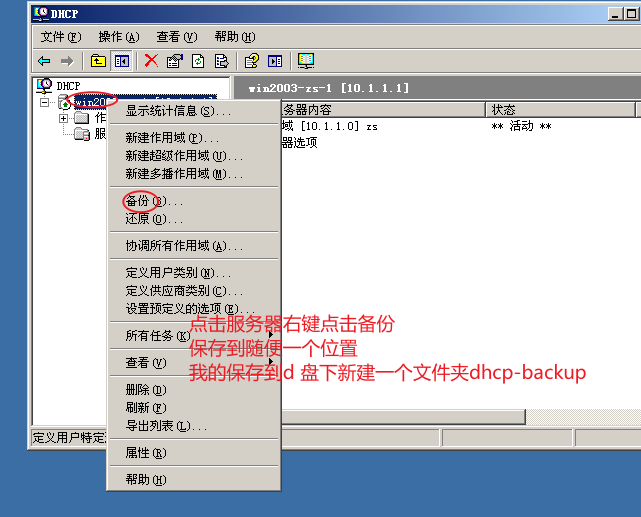 DHCP
文件(F) 操作(A) 查看(V) 帮助(H)
DHCP
win2003-zs-1 [10.1.1.1]
显示统计信息(S)...
新建作用域(P)...
新建超级作用域(U)...
新建多播作用域(M)...
备份(B)...
还原(O)...
协调所有作用域(A)...
定义用户类别(N)...
定义供应商类别(C)...
设置预定义的选项(E)...
所有任务(K)
查看(V)
删除(D)
刷新(F)
导出列表(L)...
属性(R)
帮助(H)
务器内容 状态
域 [10.1.1.0] zs ** 活动 **
器选项
点击服务器右键点击备份
保存到随便一个位置
我的保存到d 盘下新建一个文件夹dhcp-backup
定义用户特定